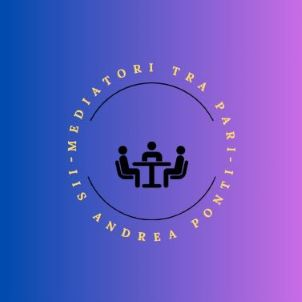 -MEDIATORI TRA PARI-
IIS ANDREA PONTI